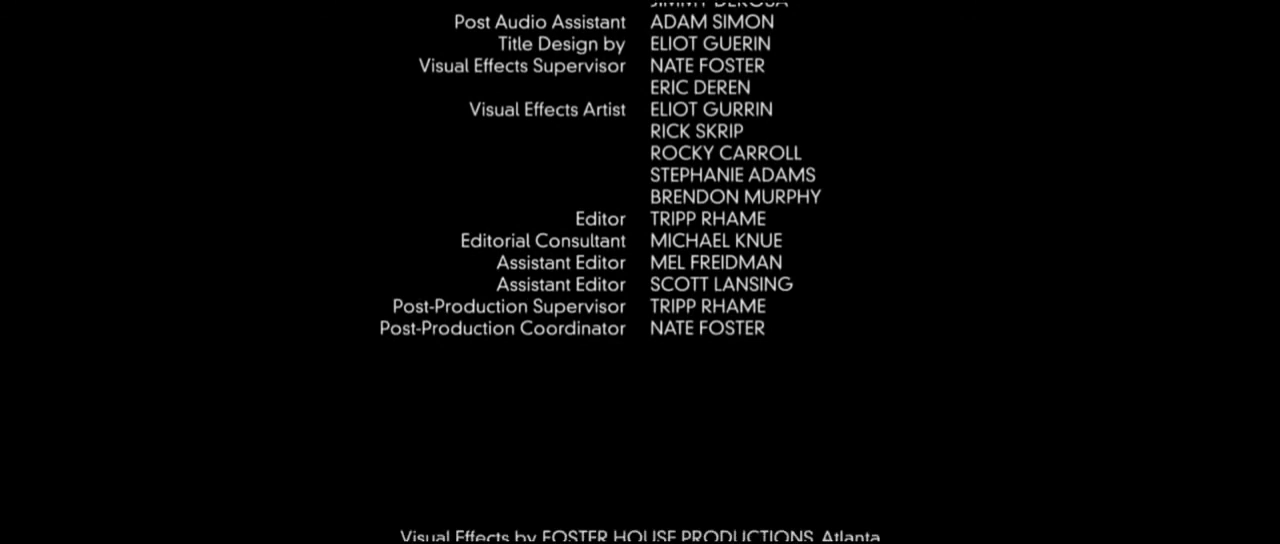 JIMMY DEROSA
Post Audio Assistant ADAM SIMON
Title Design by ELIOT GUERIN
Visual Effects Supervisor NATE FOSTER
ERIC DEREN
Visual Effects Artist ELIOT GURRIN
RICK SKRIP
ROCKY CARROLL
STEPHANIE ADAMS
BRENDON MURPHY
Editor TRIPP RHAME
Editorial Consultant MICHAEL KNUE
Assistant Editor MEL FREIDMAN
Assistant Editor SCOTT LANSING
Post-Production Supervisor TRIPP RHAME
Post-Production Coordinator NATE FOSTER
Visual Effects by FOSTER HOUSE PRODUCTIONS, Atlanta